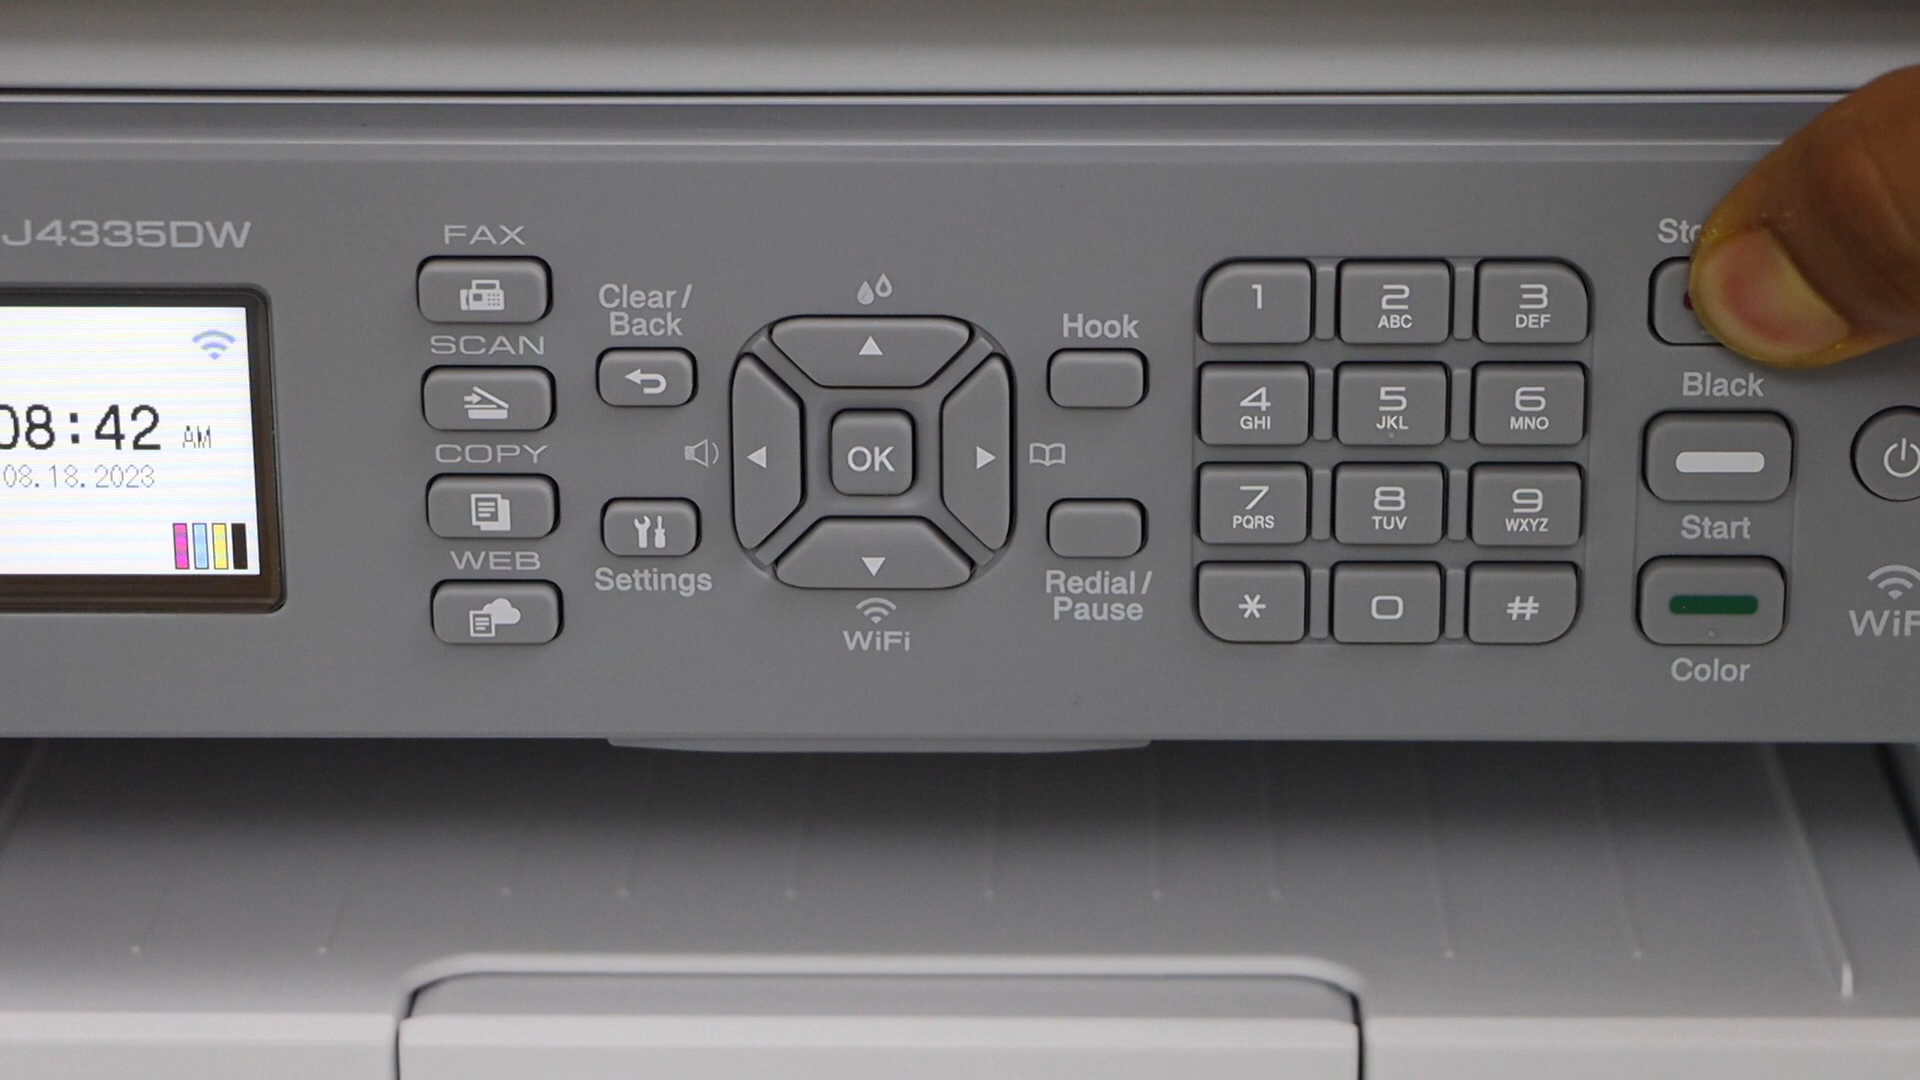 J4335DW
08:42 AM
08.18.2023
FAX
SCAN
COPY
WEB
Clear/
Back
Settings
OK
WiFi
Hook
Redial/
Pause
1
2
ABC
3
DEF
4
GHI
5
JKL
6
MNO
7
PQRS
8
TUV
9
WXYZ
*
0
#
Black
Start
Color